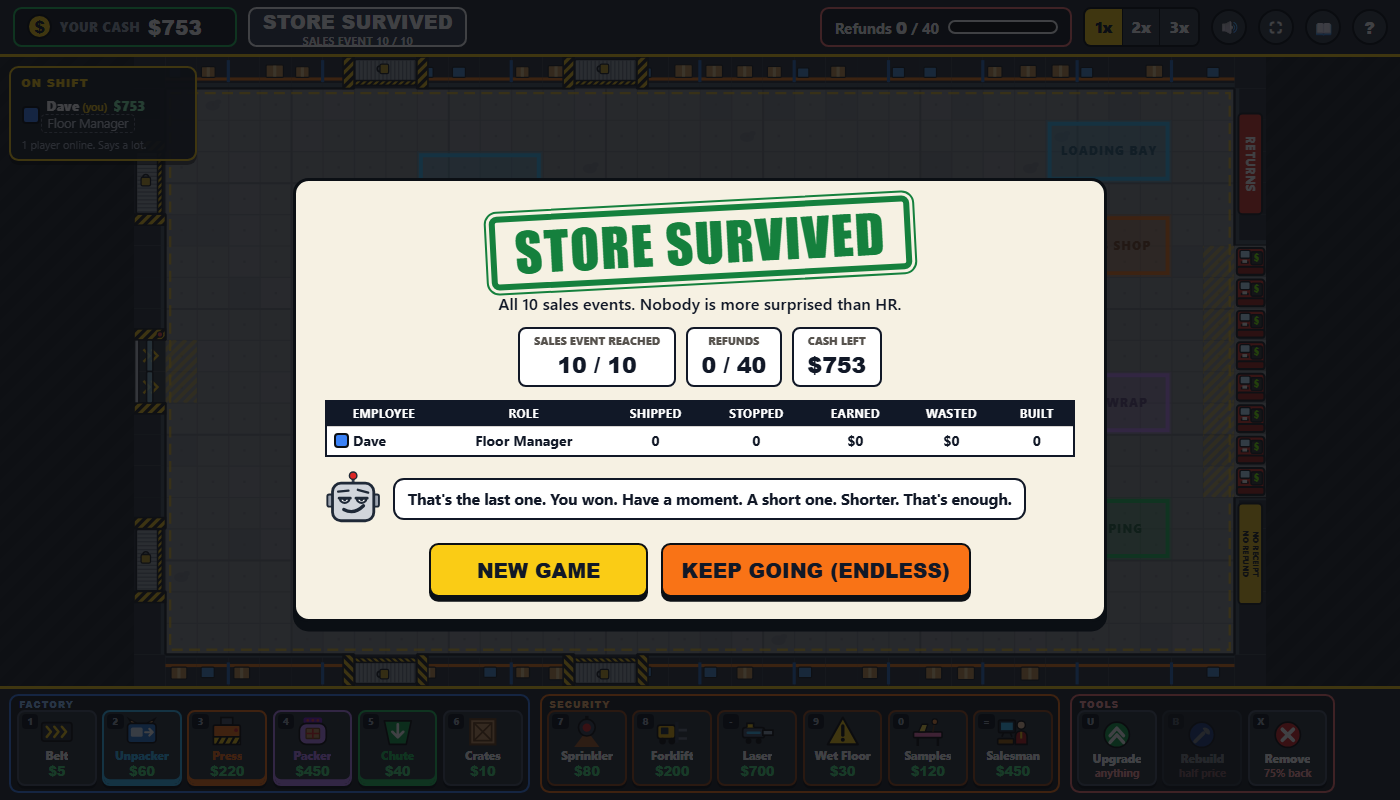 YOUR CASH $753
STORE SURVIVED
SALES EVENT 10 / 10
Refunds 0 / 40
1x 2x 3x
?
ON SHIFT
Dave (you) $753
Floor Manager
1 player online. Says a lot.
LOADING BAY
RETURNS
SHOP
WRAP
PING
NO RECEIPT
NO REFUND
STORE SURVIVED
All 10 sales events. Nobody is more surprised than HR.
SALES EVENT REACHED
10 / 10
REFUNDS
0 / 40
CASH LEFT
$753
EMPLOYEE ROLE SHIPPED STOPPED EARNED WASTED BUILT
Dave Floor Manager 0 0 $0 $0 0
That's the last one. You won. Have a moment. A short one. Shorter. That's enough.
NEW GAME
KEEP GOING (ENDLESS)
FACTORY
1 Belt $5
2 Unpacker $60
3 Press $220
4 Packer $450
5 Chute $40
6 Crates $10
SECURITY
7 Sprinkler $80
8 Forklift $200
- Laser $700
9 Wet Floor $30
0 Samples $120
= Salesman $450
TOOLS
U Upgrade anything
R Rebuild half price
X Remove 75% back